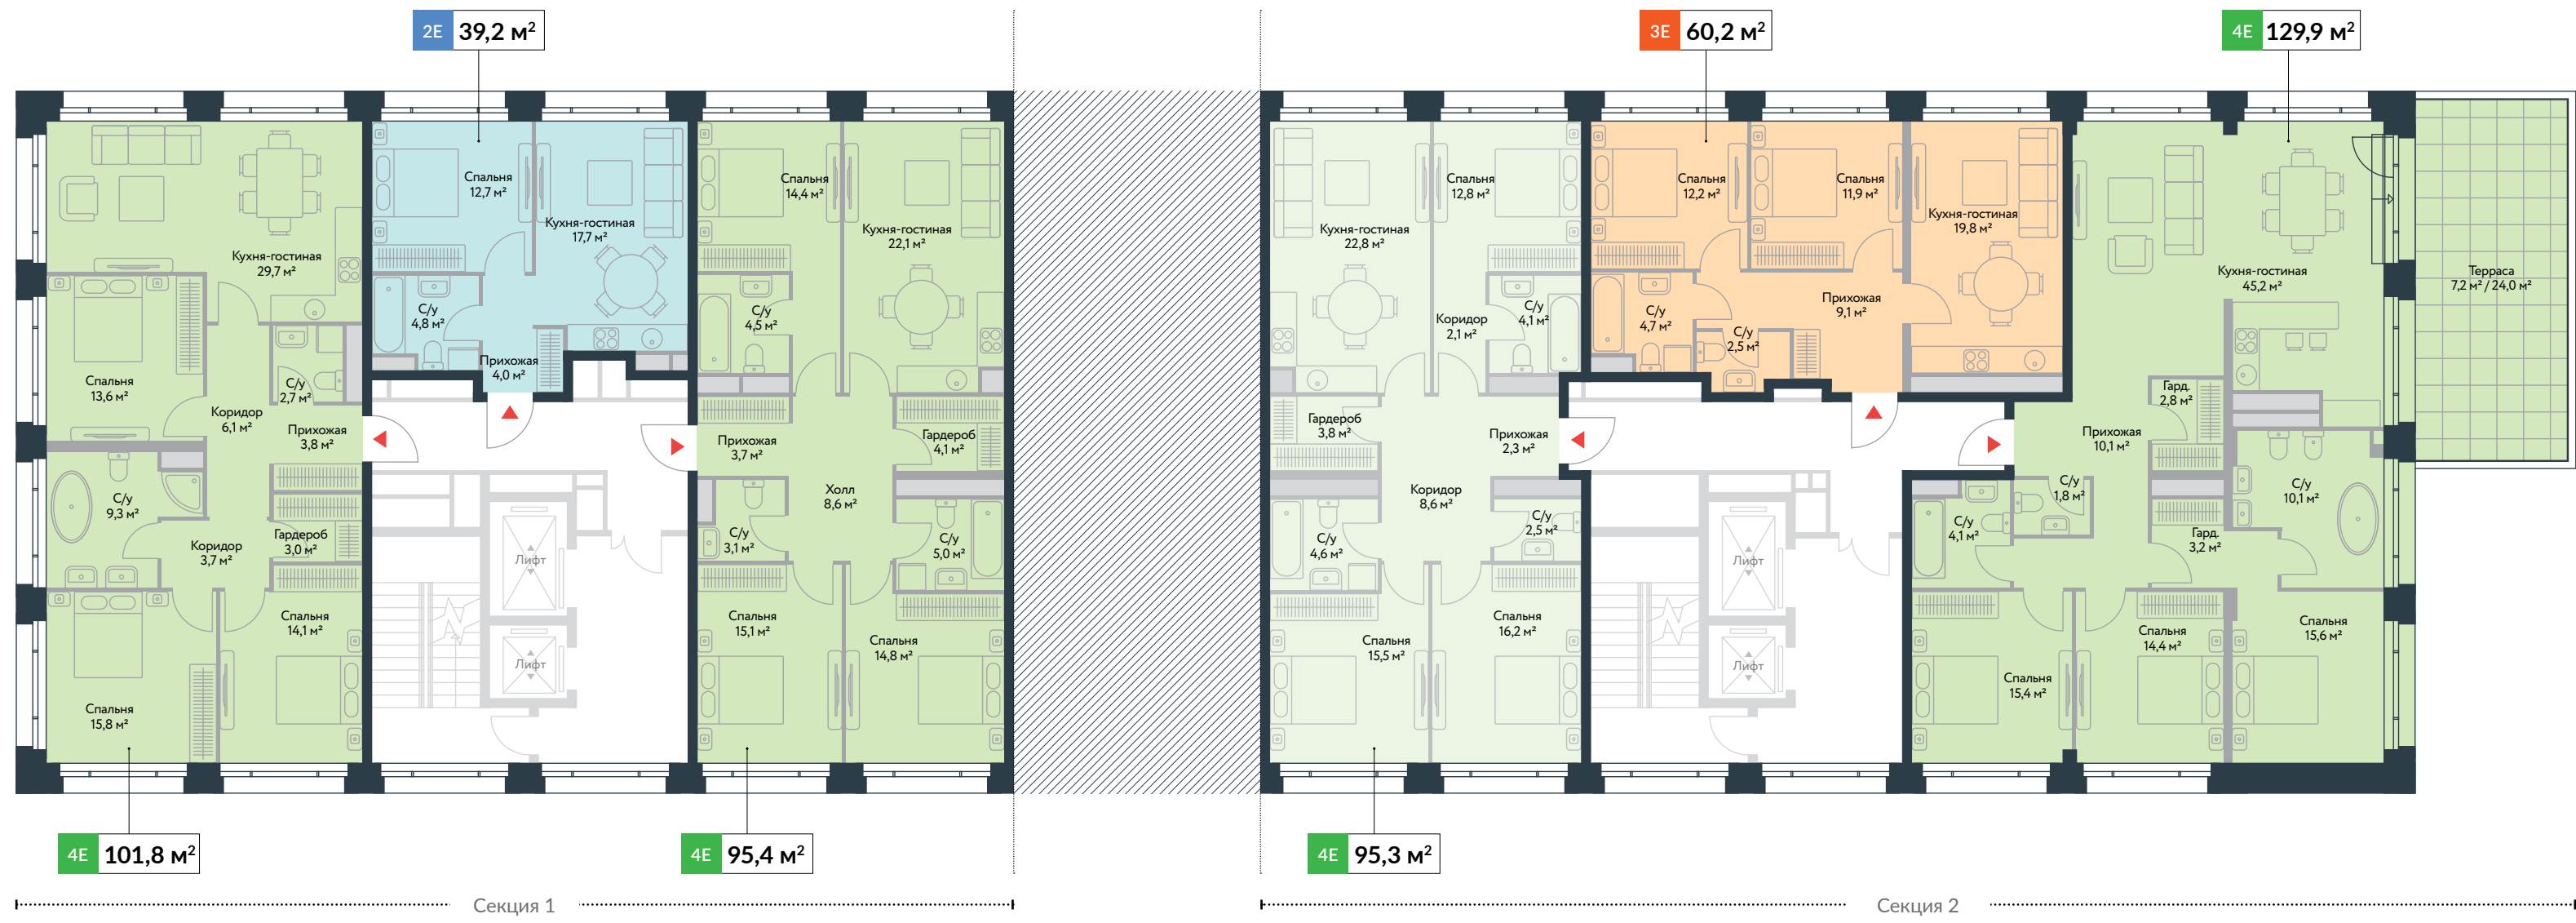 2Е 39,2 м²
3Е 60,2 м²
4Е 129,9 м²
Кухня-гостиная
29,7 м²
Спальня
13,6 м²
С/у
2,7 м²
Коридор
6,1 м²
Прихожая
3,8 м²
С/у
9,3 м²
Коридор
3,7 м²
Гардероб
3,0 м²
Спальня
14,1 м²
Спальня
15,8 м²
Спальня
12,7 м²
Кухня-гостиная
17,7 м²
С/у
4,8 м²
Прихожая
4,0 м²
Лифт
Лифт
Спальня
14,4 м²
Кухня-гостиная
22,1 м²
С/у
4,5 м²
Прихожая
3,7 м²
Гардероб
4,1 м²
Холл
8,6 м²
С/у
3,1 м²
С/у
5,0 м²
Спальня
15,1 м²
Спальня
14,8 м²
Спальня
12,8 м²
Кухня-гостиная
22,8 м²
С/у
4,1 м²
Коридор
2,1 м²
Гардероб
3,8 м²
Прихожая
2,3 м²
Коридор
8,6 м²
С/у
2,5 м²
С/у
4,6 м²
Спальня
16,2 м²
Спальня
15,5 м²
Спальня
12,2 м²
Спальня
11,9 м²
Кухня-гостиная
19,8 м²
С/у
4,7 м²
С/у
2,5 м²
Прихожая
9,1 м²
Лифт
Лифт
Кухня-гостиная
45,2 м²
Терраса
7,2 м² / 24,0 м²
Гард.
2,8 м²
Прихожая
10,1 м²
С/у
1,8 м²
С/у
10,1 м²
С/у
4,1 м²
Гард.
3,2 м²
Спальня
15,6 м²
Спальня
14,4 м²
Спальня
15,4 м²
4Е 101,8 м²
4Е 95,4 м²
4Е 95,3 м²
Секция 1
Секция 2